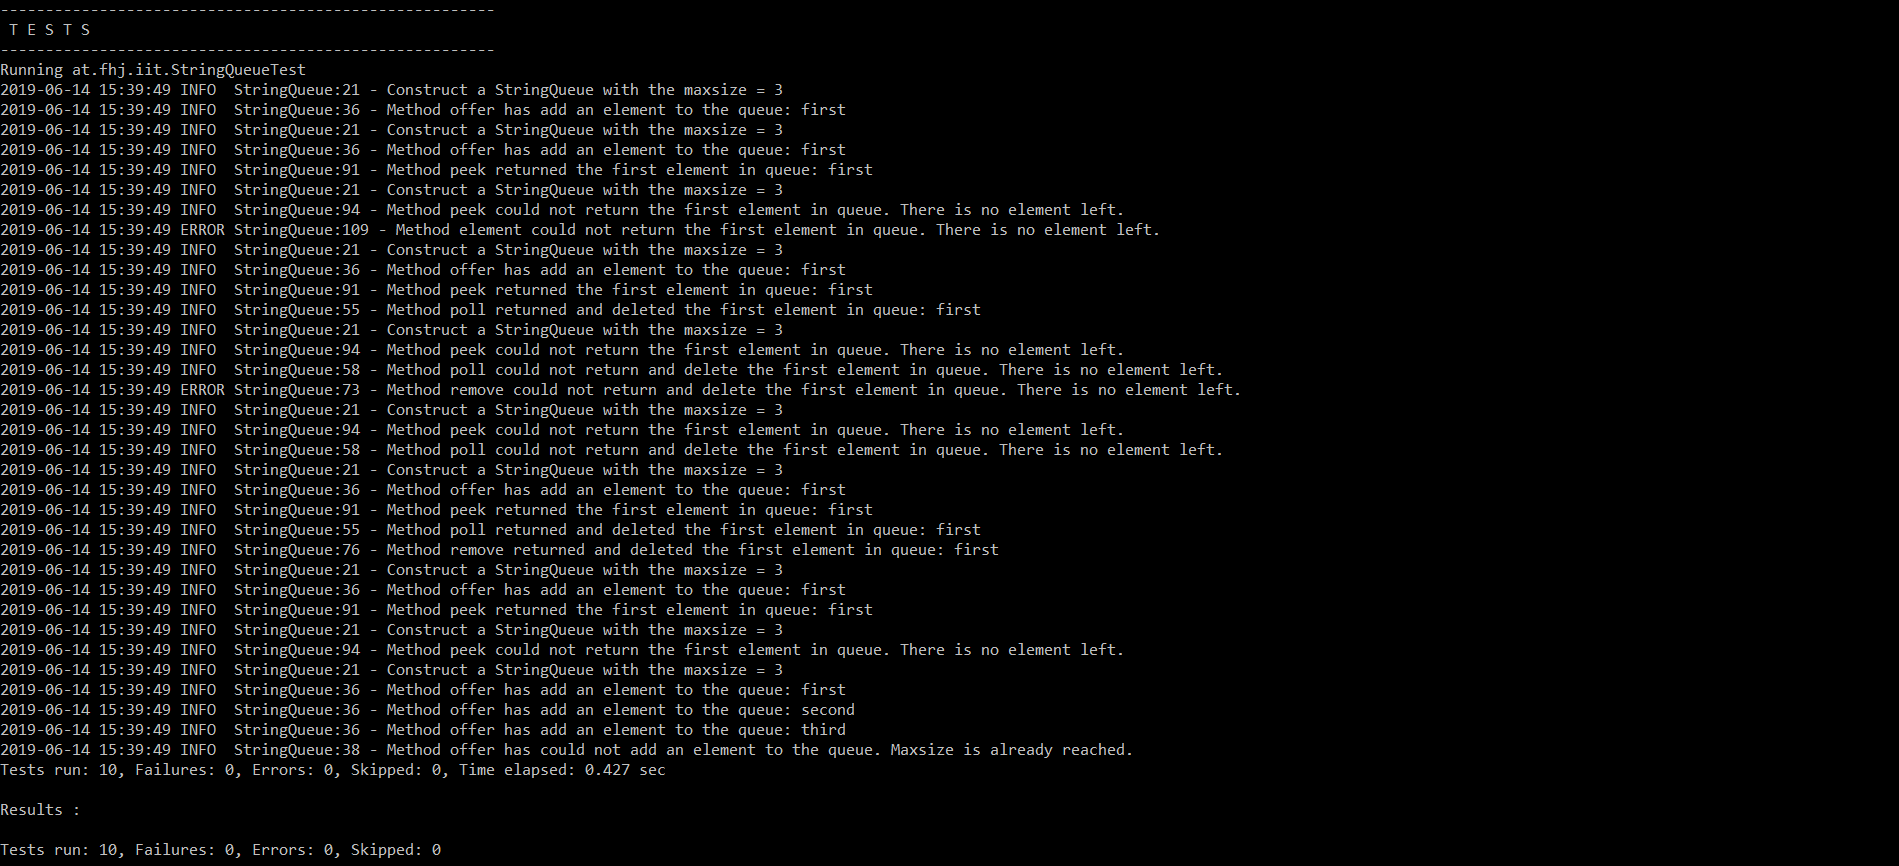 -------------------------------------------------------
 T E S T S
-------------------------------------------------------
Running at.fhj.iit.StringQueueTest
2019-06-14 15:39:49 INFO  StringQueue:21 - Construct a StringQueue with the maxsize = 3
2019-06-14 15:39:49 INFO  StringQueue:36 - Method offer has add an element to the queue: first
2019-06-14 15:39:49 INFO  StringQueue:21 - Construct a StringQueue with the maxsize = 3
2019-06-14 15:39:49 INFO  StringQueue:36 - Method offer has add an element to the queue: first
2019-06-14 15:39:49 INFO  StringQueue:91 - Method peek returned the first element in queue: first
2019-06-14 15:39:49 INFO  StringQueue:21 - Construct a StringQueue with the maxsize = 3
2019-06-14 15:39:49 INFO  StringQueue:94 - Method peek could not return the first element in queue. There is no element left.
2019-06-14 15:39:49 ERROR StringQueue:109 - Method element could not return the first element in queue. There is no element left.
2019-06-14 15:39:49 INFO  StringQueue:21 - Construct a StringQueue with the maxsize = 3
2019-06-14 15:39:49 INFO  StringQueue:36 - Method offer has add an element to the queue: first
2019-06-14 15:39:49 INFO  StringQueue:91 - Method peek returned the first element in queue: first
2019-06-14 15:39:49 INFO  StringQueue:55 - Method poll returned and deleted the first element in queue: first
2019-06-14 15:39:49 INFO  StringQueue:21 - Construct a StringQueue with the maxsize = 3
2019-06-14 15:39:49 INFO  StringQueue:94 - Method peek could not return the first element in queue. There is no element left.
2019-06-14 15:39:49 INFO  StringQueue:58 - Method poll could not return and delete the first element in queue. There is no element left.
2019-06-14 15:39:49 ERROR StringQueue:73 - Method remove could not return and delete the first element in queue. There is no element left.
2019-06-14 15:39:49 INFO  StringQueue:21 - Construct a StringQueue with the maxsize = 3
2019-06-14 15:39:49 INFO  StringQueue:94 - Method peek could not return the first element in queue. There is no element left.
2019-06-14 15:39:49 INFO  StringQueue:58 - Method poll could not return and delete the first element in queue. There is no element left.
2019-06-14 15:39:49 INFO  StringQueue:21 - Construct a StringQueue with the maxsize = 3
2019-06-14 15:39:49 INFO  StringQueue:36 - Method offer has add an element to the queue: first
2019-06-14 15:39:49 INFO  StringQueue:91 - Method peek returned the first element in queue: first
2019-06-14 15:39:49 INFO  StringQueue:55 - Method poll returned and deleted the first element in queue: first
2019-06-14 15:39:49 INFO  StringQueue:76 - Method remove returned and deleted the first element in queue: first
2019-06-14 15:39:49 INFO  StringQueue:21 - Construct a StringQueue with the maxsize = 3
2019-06-14 15:39:49 INFO  StringQueue:36 - Method offer has add an element to the queue: first
2019-06-14 15:39:49 INFO  StringQueue:91 - Method peek returned the first element in queue: first
2019-06-14 15:39:49 INFO  StringQueue:21 - Construct a StringQueue with the maxsize = 3
2019-06-14 15:39:49 INFO  StringQueue:94 - Method peek could not return the first element in queue. There is no element left.
2019-06-14 15:39:49 INFO  StringQueue:21 - Construct a StringQueue with the maxsize = 3
2019-06-14 15:39:49 INFO  StringQueue:36 - Method offer has add an element to the queue: first
2019-06-14 15:39:49 INFO  StringQueue:36 - Method offer has add an element to the queue: second
2019-06-14 15:39:49 INFO  StringQueue:36 - Method offer has add an element to the queue: third
2019-06-14 15:39:49 INFO  StringQueue:38 - Method offer has could not add an element to the queue. Maxsize is already reached.
Tests run: 10, Failures: 0, Errors: 0, Skipped: 0, Time elapsed: 0.427 sec

Results :

Tests run: 10, Failures: 0, Errors: 0, Skipped: 0